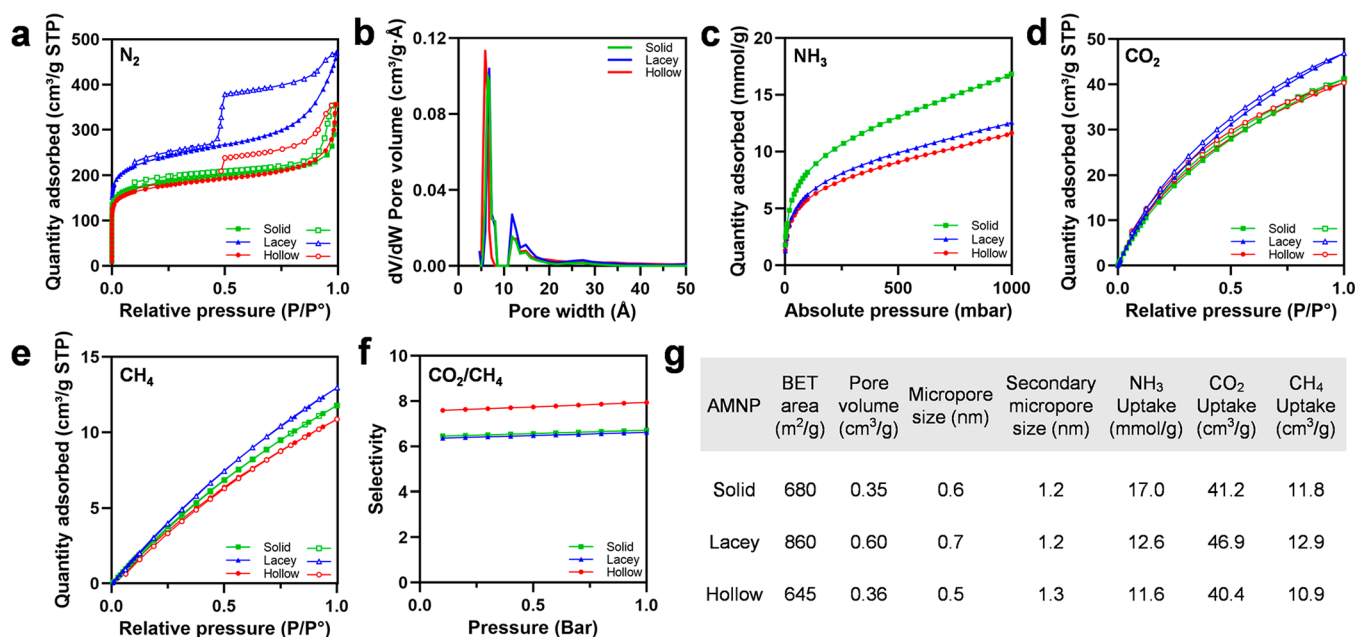 a
N2
Quantity adsorbed (cm³/g STP)
500
400
300
200
100
0
0.0
0.5
1.0
Relative pressure (P/P°)
Solid
Lacey
Hollow
b
dV/dW Pore volume (cm³/g·Å)
0.12
0.08
0.04
0.00
0
10
20
30
40
50
Pore width (Å)
Solid
Lacey
Hollow
c
NH3
Quantity adsorbed (mmol/g)
20
15
10
5
0
0
500
1000
Absolute pressure (mbar)
Solid
Lacey
Hollow
d
CO2
Quantity adsorbed (cm³/g STP)
50
40
30
20
10
0
0.0
0.5
1.0
Relative pressure (P/P°)
Solid
Lacey
Hollow
e
CH4
Quantity adsorbed (cm³/g STP)
15
10
5
0
0.0
0.5
1.0
Relative pressure (P/P°)
Solid
Lacey
Hollow
f
CO2/CH4
Selectivity
10
8
6
4
2
0
0.0
0.5
1.0
Pressure (Bar)
Solid
Lacey
Hollow
g
AMNP
BET
area
(m²/g)
Pore
volume
(cm³/g)
Micropore
size (nm)
Secondary
micropore
size (nm)
NH3
Uptake
(mmol/g)
CO2
Uptake
(cm³/g)
CH4
Uptake
(cm³/g)
Solid 680 0.35 0.6 1.2 17.0 41.2 11.8
Lacey 860 0.60 0.7 1.2 12.6 46.9 12.9
Hollow 645 0.36 0.5 1.3 11.6 40.4 10.9